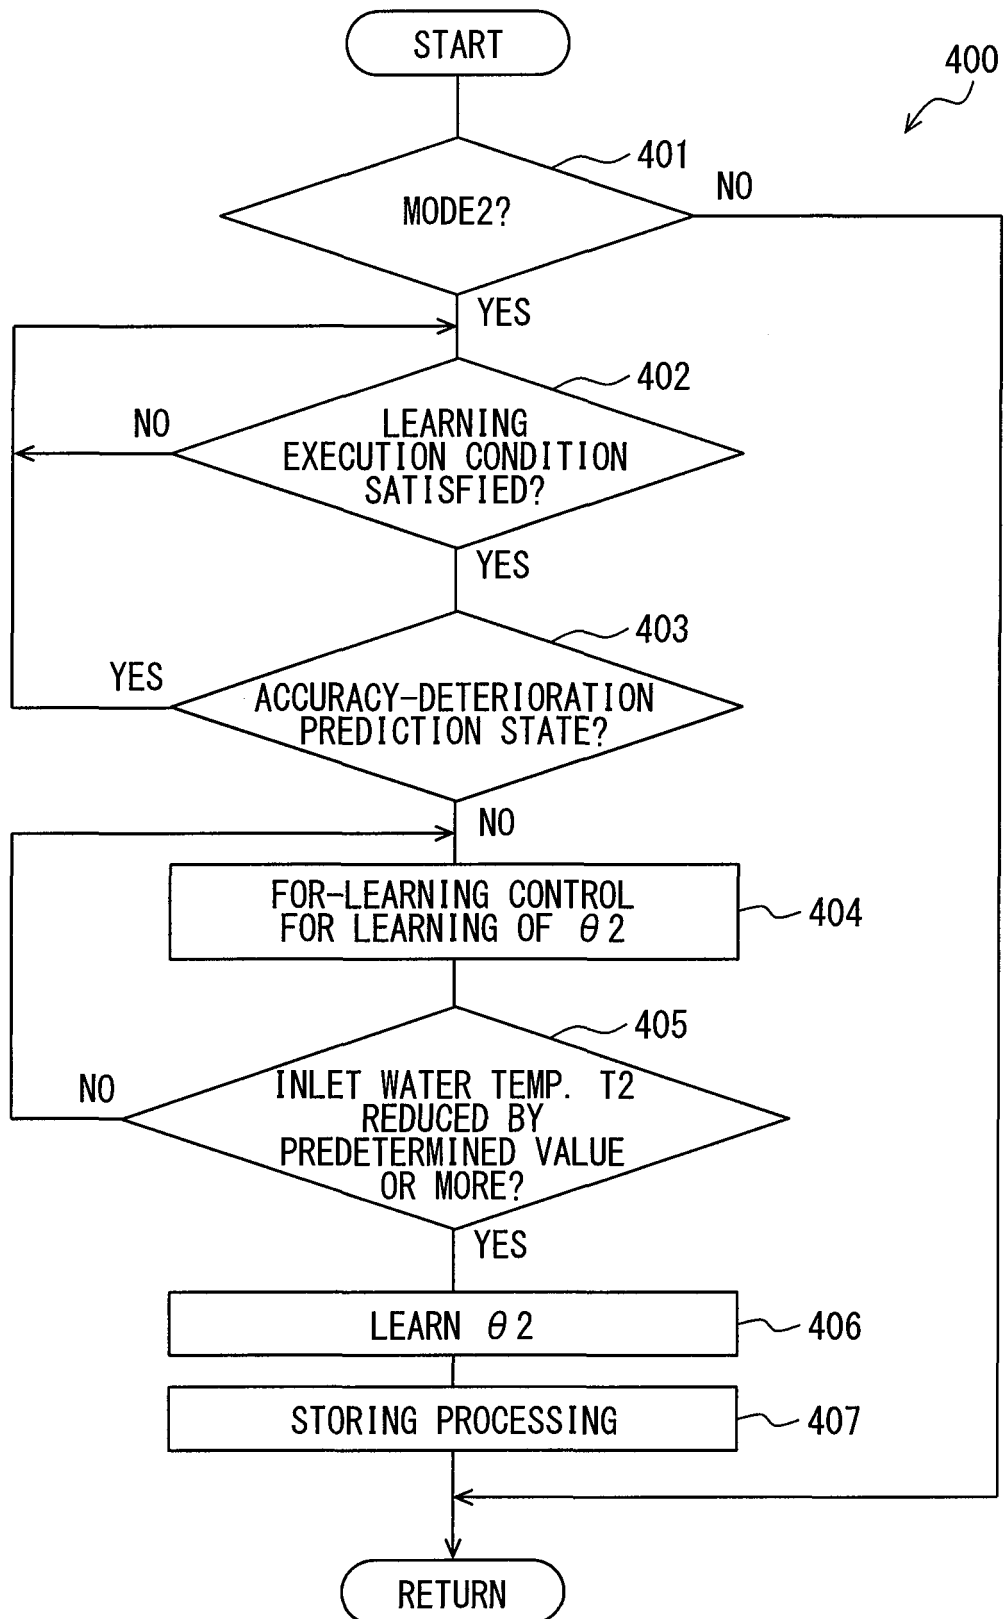 START
400
401
NO
MODE2?
YES
402
NO
LEARNING
EXECUTION CONDITION
SATISFIED?
YES
403
YES
ACCURACY-DETERIORATION
PREDICTION STATE?
NO
FOR-LEARNING CONTROL
FOR LEARNING OF θ2
404
405
NO
INLET WATER TEMP. T2
REDUCED BY
PREDETERMINED VALUE
OR MORE?
YES
LEARN θ2
406
STORING PROCESSING
407
RETURN